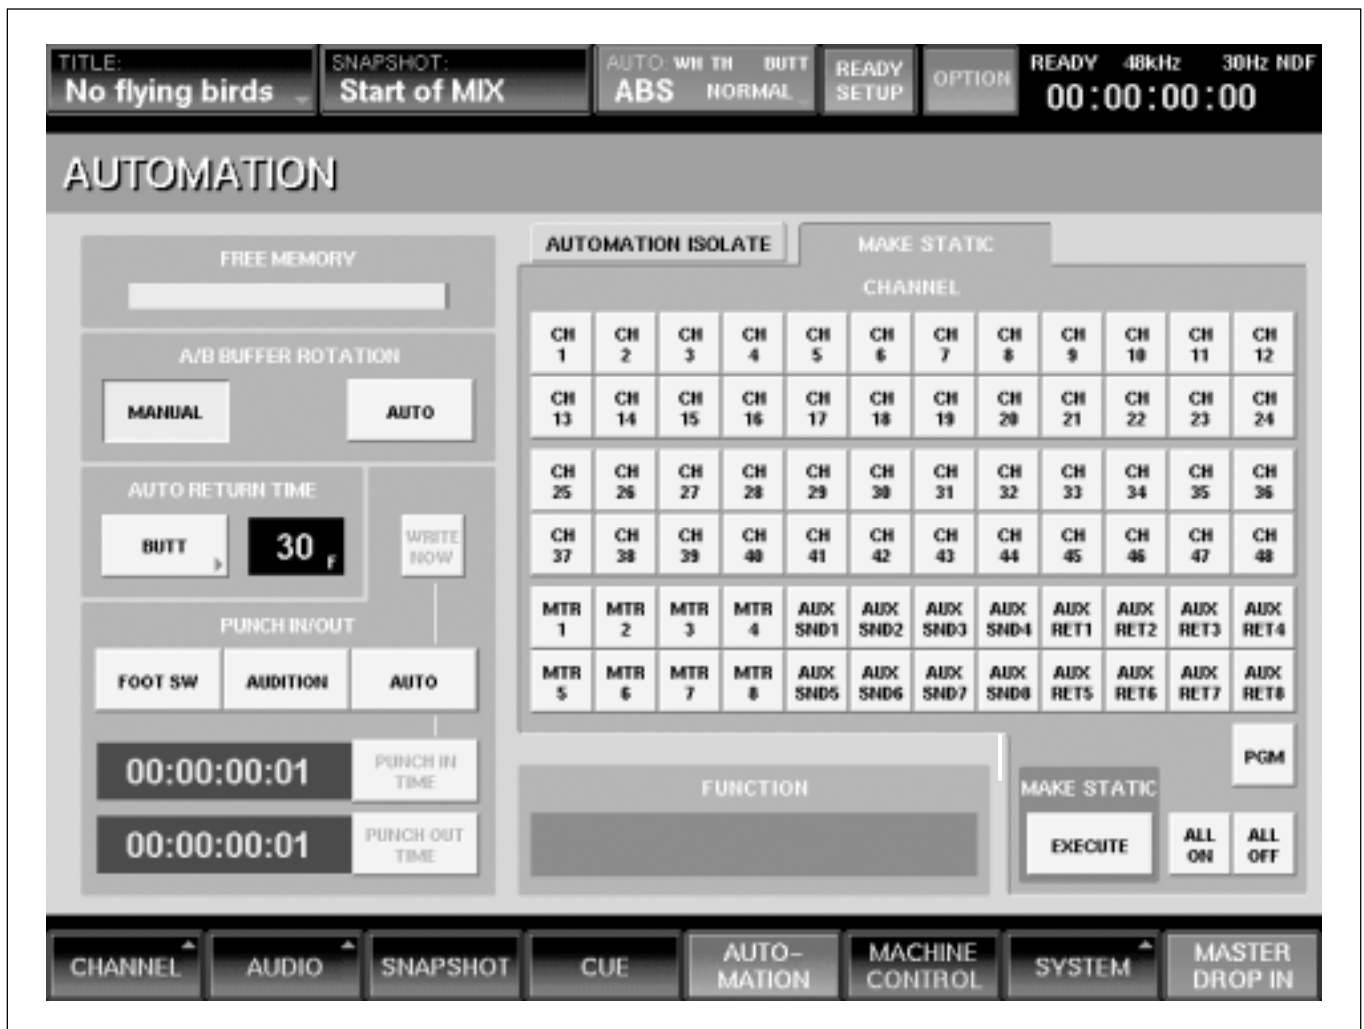 TITLE:
No flying birds
SNAPSHOT:
Start of MIX
AUTO: WH TH BUTT
ABS NORMAL
READY
SETUP
OPTION
READY 48kHz 30Hz NDF
00:00:00:00
AUTOMATION
FREE MEMORY
A/B BUFFER ROTATION
MANUAL AUTO
AUTO RETURN TIME
BUTT 30 F
WRITE
NOW
PUNCH IN/OUT
FOOT SW AUDITION AUTO
00:00:00:01
PUNCH IN
TIME
00:00:00:01
PUNCH OUT
TIME
AUTOMATION ISOLATE MAKE STATIC
CHANNEL
CH CH CH CH CH CH CH CH CH CH CH CH
1 2 3 4 5 6 7 8 9 10 11 12
CH CH CH CH CH CH CH CH CH CH CH CH
13 14 15 16 17 18 19 20 21 22 23 24
CH CH CH CH CH CH CH CH CH CH CH CH
25 26 27 28 29 30 31 32 33 34 35 36
CH CH CH CH CH CH CH CH CH CH CH CH
37 38 39 40 41 42 43 44 45 46 47 48
MTR MTR MTR MTR AUX AUX AUX AUX AUX AUX AUX AUX
1 2 3 4 SND1 SND2 SND3 SND4 RET1 RET2 RET3 RET4
MTR MTR MTR MTR AUX AUX AUX AUX AUX AUX AUX AUX
5 6 7 8 SND5 SND6 SND7 SND8 RET5 RET6 RET7 RET8
PGM
FUNCTION
MAKE STATIC
EXECUTE
ALL
ON
ALL
OFF
CHANNEL
AUDIO
SNAPSHOT
CUE
AUTO-
MATION
MACHINE
CONTROL
SYSTEM
MASTER
DROP IN